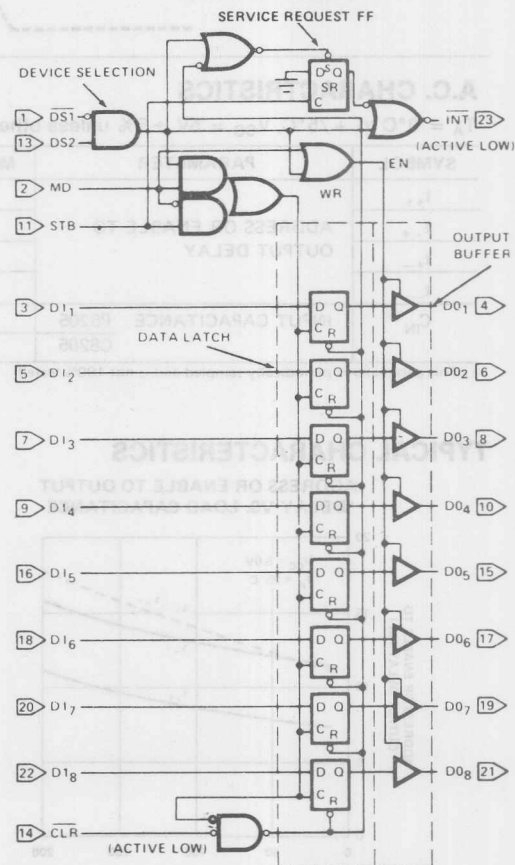 SERVICE REQUEST FF
DEVICE SELECTION
D S
SR
C
1 DS1
13 DS2
INT 23
(ACTIVE LOW)
EN
WR
2 MD
11 STB
OUTPUT
BUFFER
3 DI1 D Q C R DO1 4
DATA LATCH
5 DI2 D Q C R DO2 6
7 DI3 D Q C R DO3 8
9 DI4 D Q C R DO4 10
16 DI5 D Q C R DO5 15
18 DI6 D Q C R DO6 17
20 DI7 D Q C R DO7 19
22 DI8 D Q C R DO8 21
14 CLR
(ACTIVE LOW)